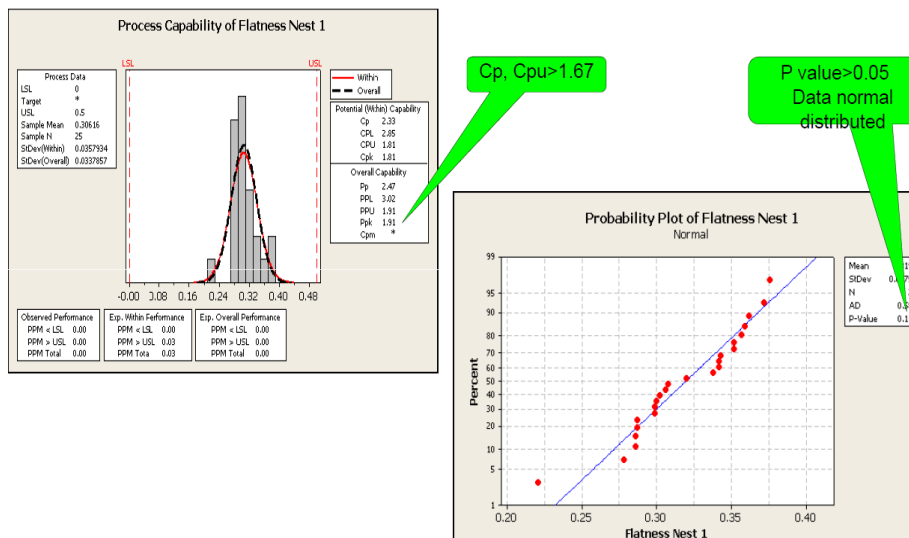 Process Capability of Flatness Nest 1
LSL USL
Process Data
LSL 0
Target *
USL 0.5
Sample Mean 0.30616
Sample N 25
StDev(Within) 0.0357934
StDev(Overall) 0.0337857
Within
Overall
Potential (Within) Capability
Cp 2.33
CPL 2.85
CPU 1.81
Cpk 1.81
Overall Capability
Pp 2.47
PPL 3.02
PPU 1.91
Ppk 1.91
Cpm *
-0.00 0.08 0.16 0.24 0.32 0.40 0.48
Observed Performance
PPM < LSL 0.00
PPM > USL 0.00
PPM Total 0.00
Exp. Within Performance
PPM < LSL 0.00
PPM > USL 0.03
PPM Tota 0.03
Exp. Overall Performance
PPM < LSL 0.00
PPM > USL 0.00
PPM Total 0.00
Cp, Cpu>1.67
P value>0.05
Data normal
distributed
Probability Plot of Flatness Nest 1
Normal
Percent
99
95
90
80
70
60
50
40
30
20
10
5
1
0.20 0.25 0.30 0.35 0.40
Flatness Nest 1
Mean
StDev
N
AD
P-Value